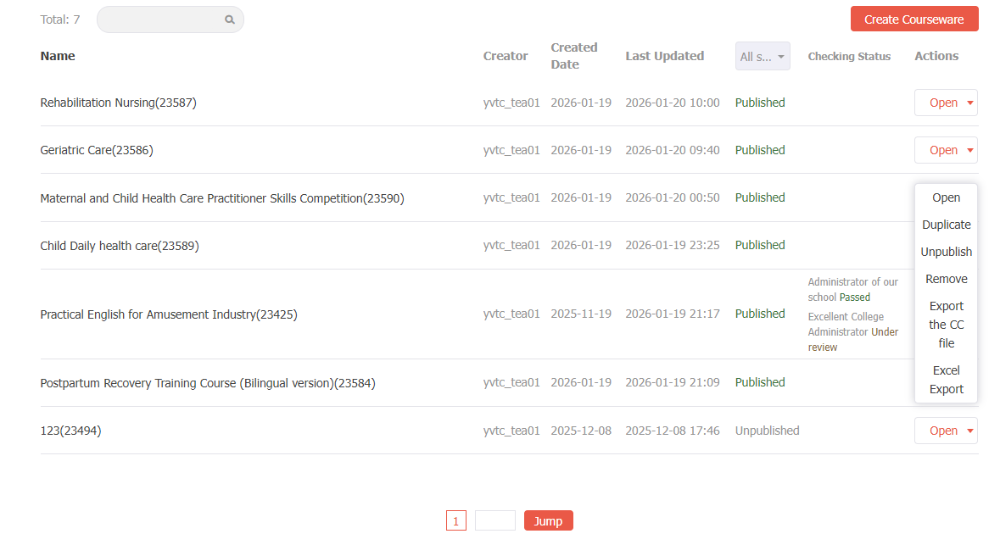 Total: 7
Create Courseware
Name Creator Created Date Last Updated All s... Checking Status Actions
Rehabilitation Nursing(23587) yvtc_tea01 2026-01-19 2026-01-20 10:00 Published Open
Geriatric Care(23586) yvtc_tea01 2026-01-19 2026-01-20 09:40 Published Open
Maternal and Child Health Care Practitioner Skills Competition(23590) yvtc_tea01 2026-01-19 2026-01-20 00:50 Published
Child Daily health care(23589) yvtc_tea01 2026-01-19 2026-01-19 23:25 Published
Practical English for Amusement Industry(23425) yvtc_tea01 2025-11-19 2026-01-19 21:17 Published
Administrator of our
school Passed
Excellent College
Administrator Under
review
Postpartum Recovery Training Course (Bilingual version)(23584) yvtc_tea01 2026-01-19 2026-01-19 21:09 Published
Open
Duplicate
Unpublish
Remove
Export
the CC
file
Excel
Export
123(23494) yvtc_tea01 2025-12-08 2025-12-08 17:46 Unpublished Open
1 Jump